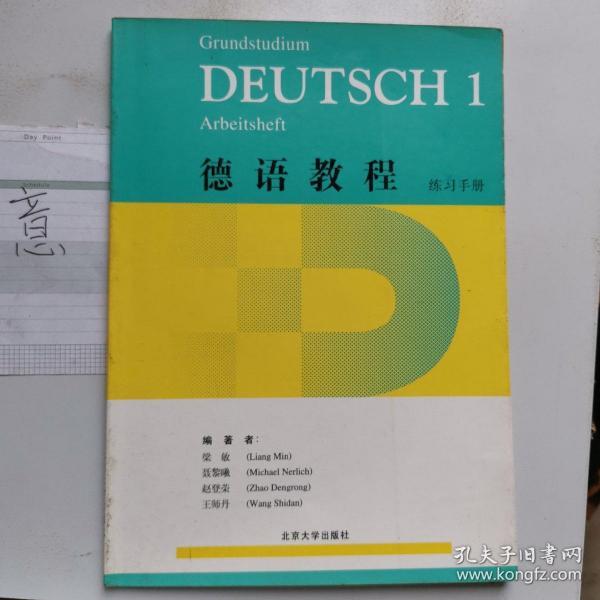 Grundstudium
DEUTSCH 1
Arbeitsheft
德语教程 练习手册
Day Point
Schedule
意
编著者:
梁敏 (Liang Min)
聂黎曦 (Michael Nerlich)
赵登荣 (Zhao Dengrong)
王师丹 (Wang Shidan)
北京大学出版社
孔夫子旧书网
www.kongfz.com